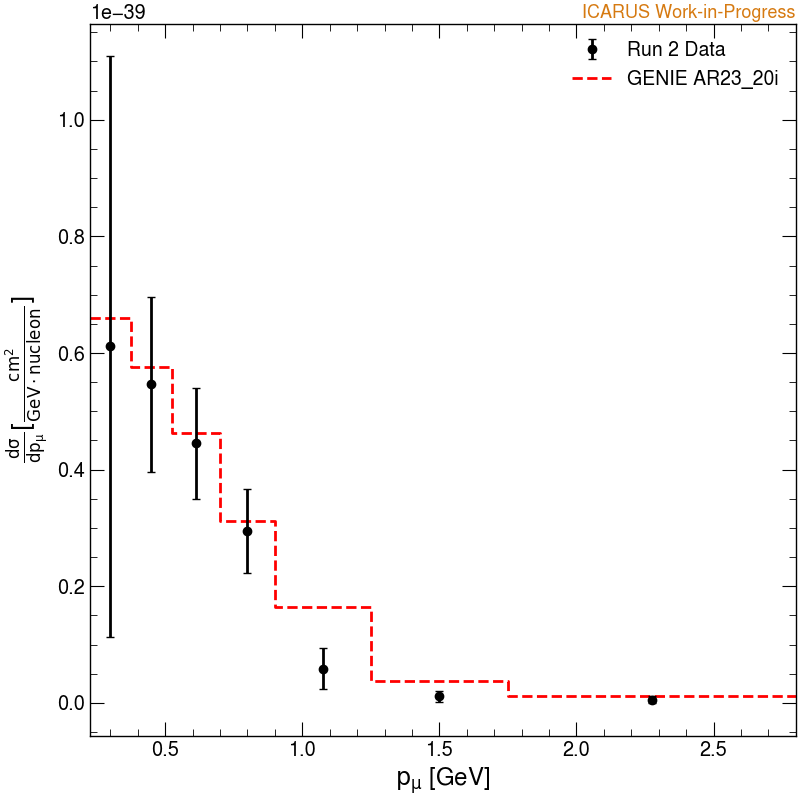 1e−39
ICARUS Work-in-Progress
Run 2 Data
GENIE AR23_20i
1.0
0.8
0.6
0.4
0.2
0.0
dσ/dpμ [cm²/GeV · nucleon]
0.5 1.0 1.5 2.0 2.5
pμ [GeV]